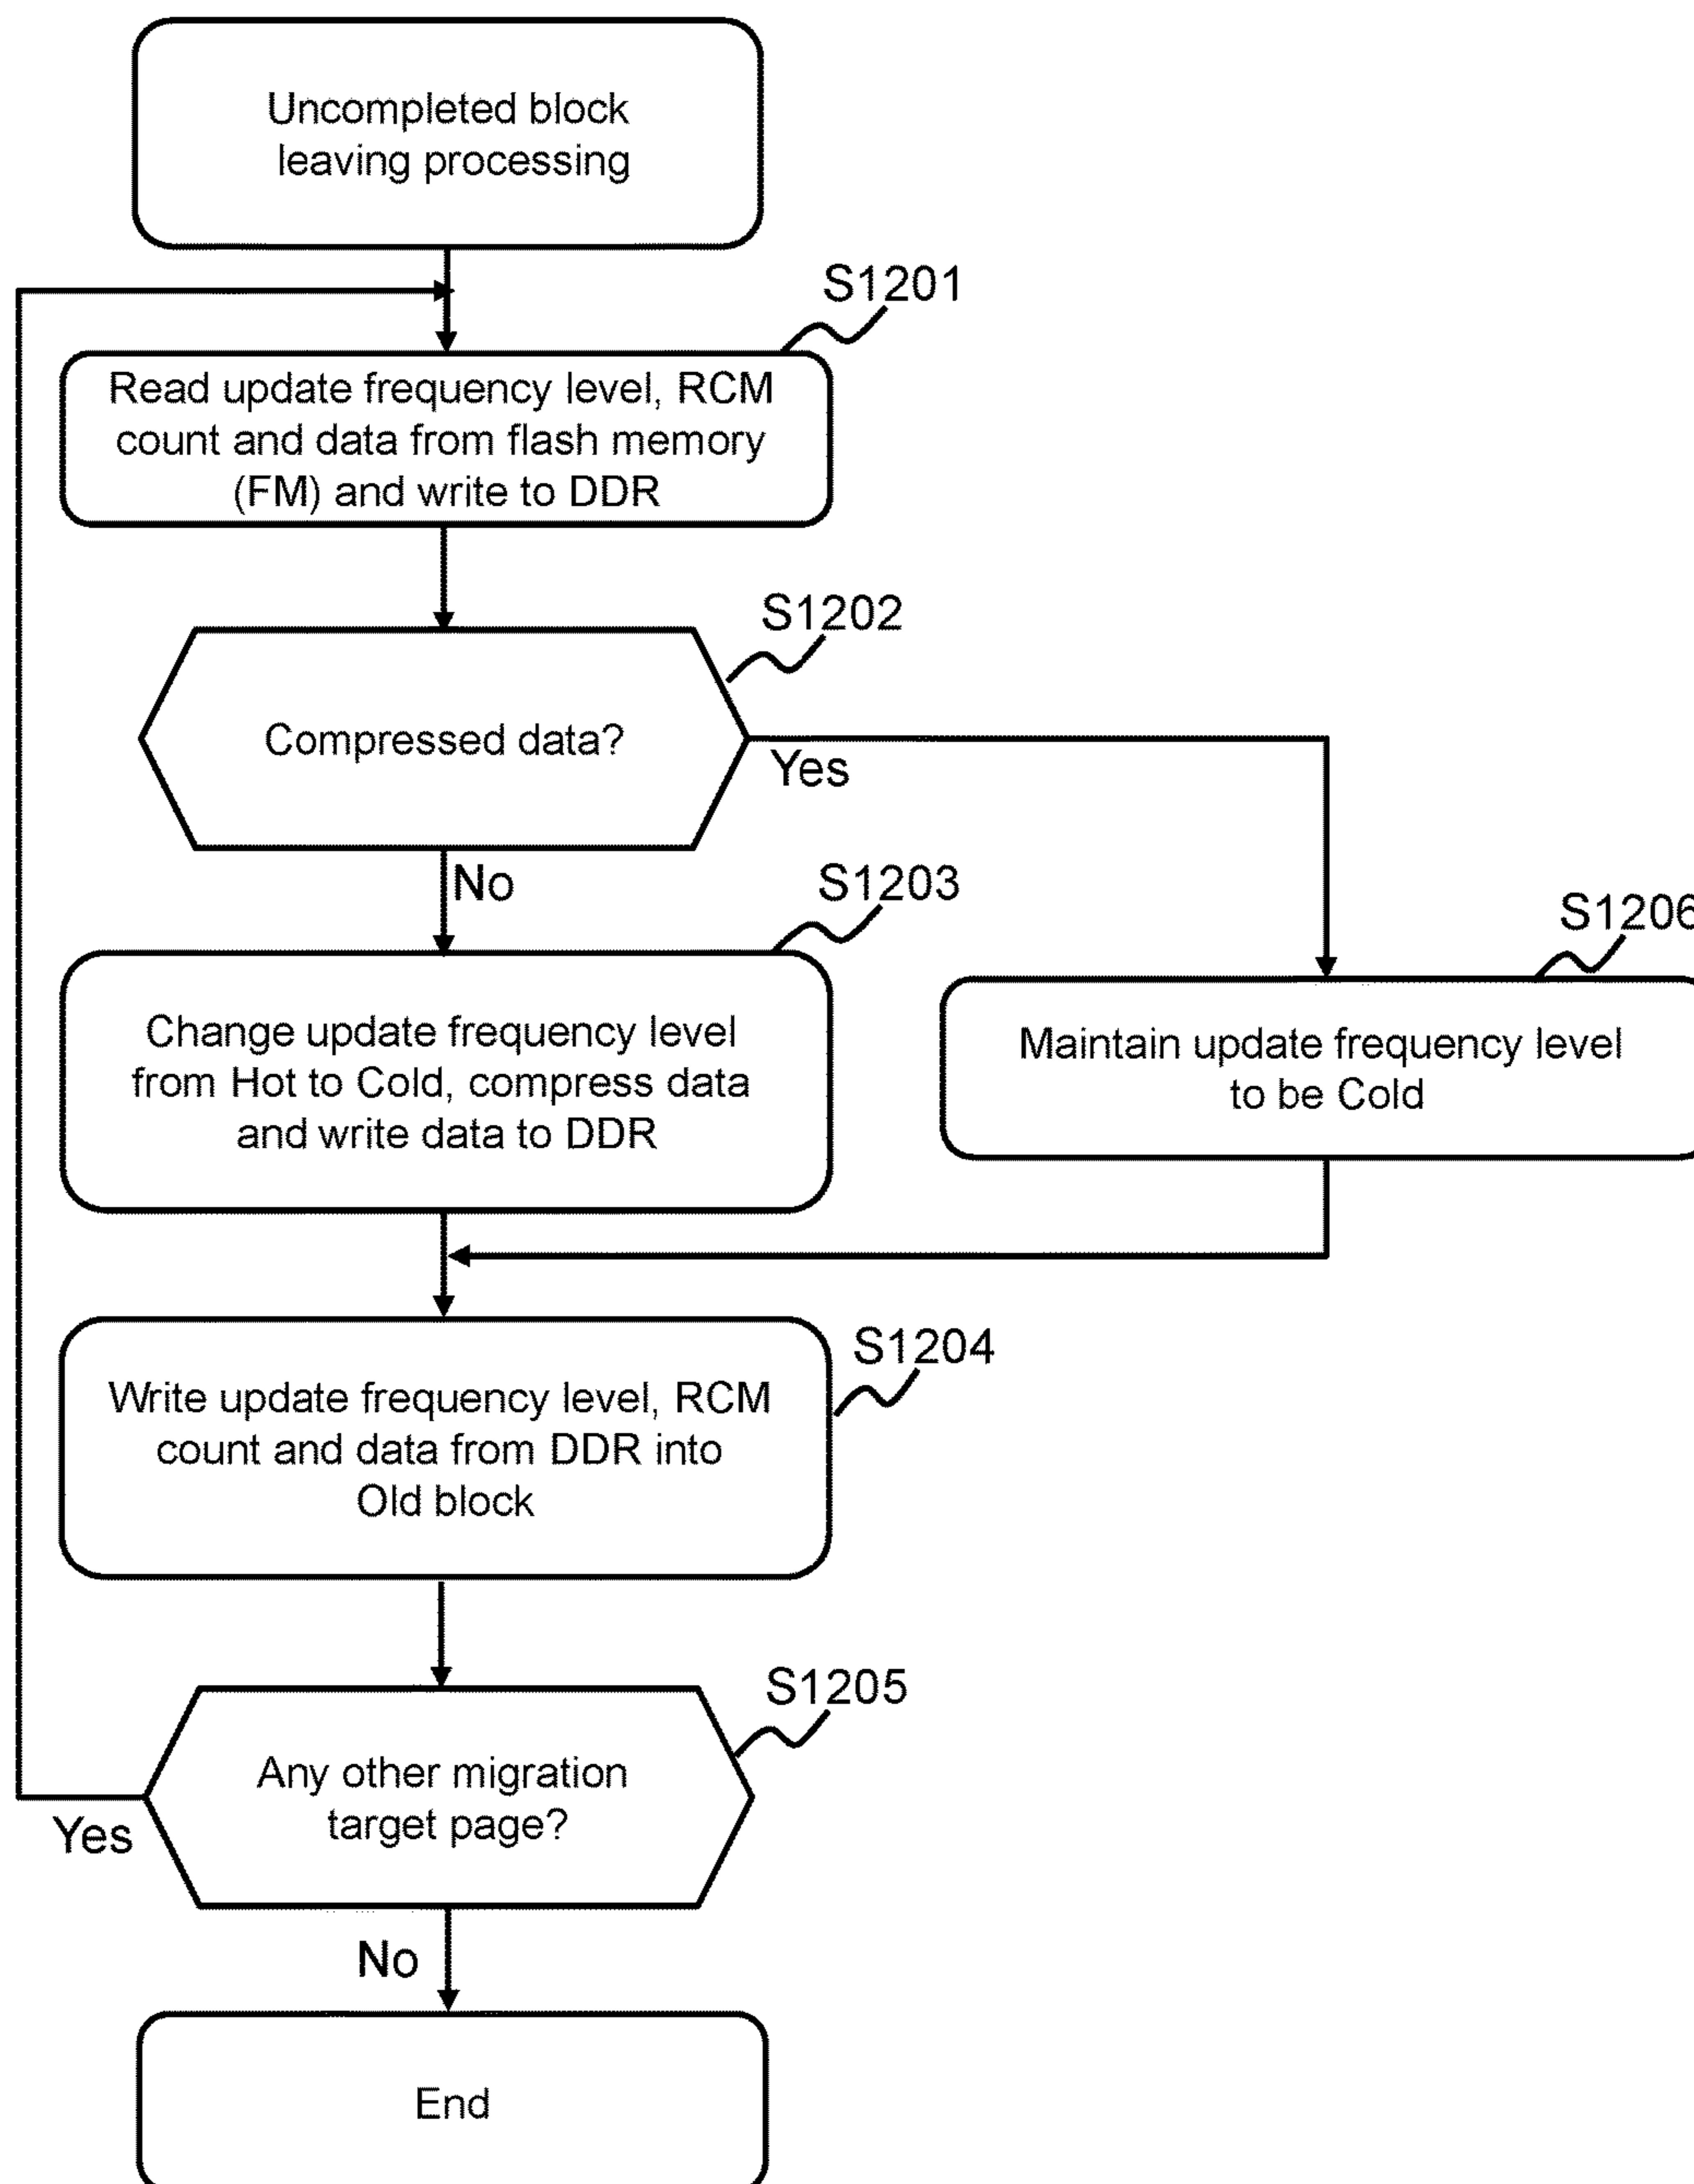 Uncompleted block
leaving processing
S1201
Read update frequency level, RCM
count and data from flash memory
(FM) and write to DDR
S1202
Compressed data?
Yes
No
S1203
S1206
Change update frequency level
from Hot to Cold, compress data
and write data to DDR
Maintain update frequency level
to be Cold
S1204
Write update frequency level, RCM
count and data from DDR into
Old block
S1205
Any other migration
target page?
Yes
No
End